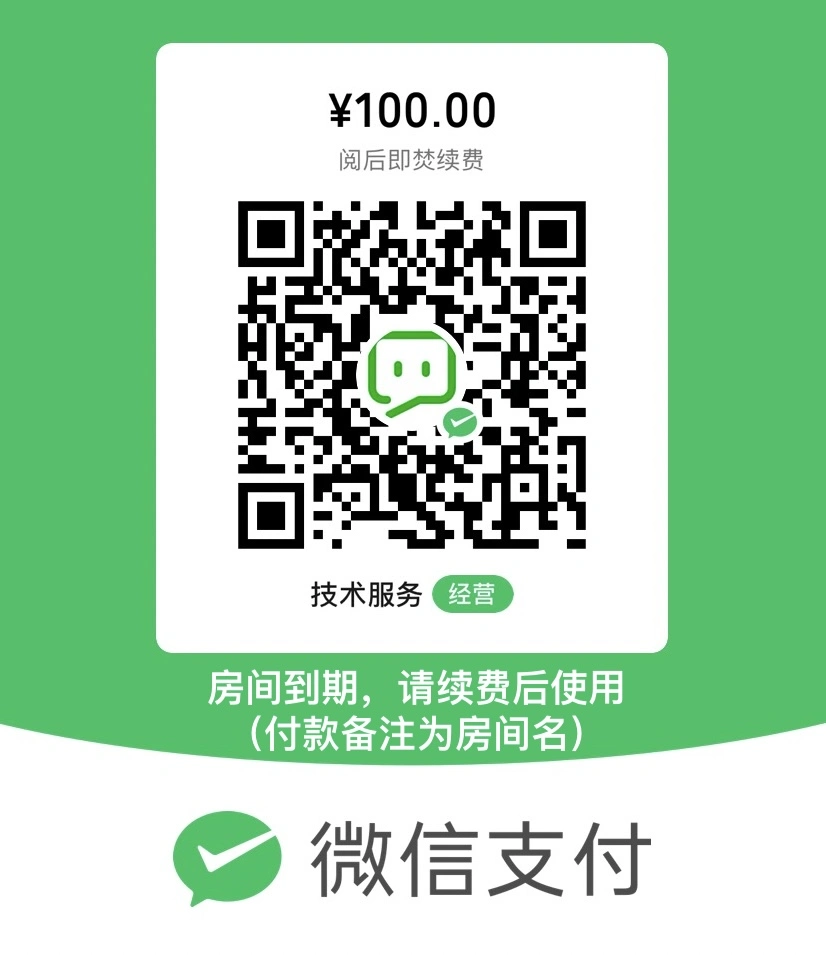 ¥100.00
阅后即焚续费
技术服务 经营
房间到期，请续费后使用
（付款备注为房间名）
微信支付